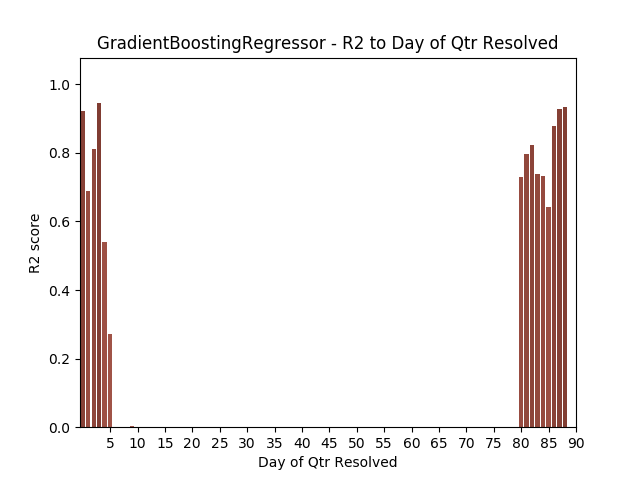 GradientBoostingRegressor - R2 to Day of Qtr Resolved
1.0
0.8
0.6
0.4
0.2
0.0
R2 score
5 10 15 20 25 30 35 40 45 50 55 60 65 70 75 80 85 90
Day of Qtr Resolved